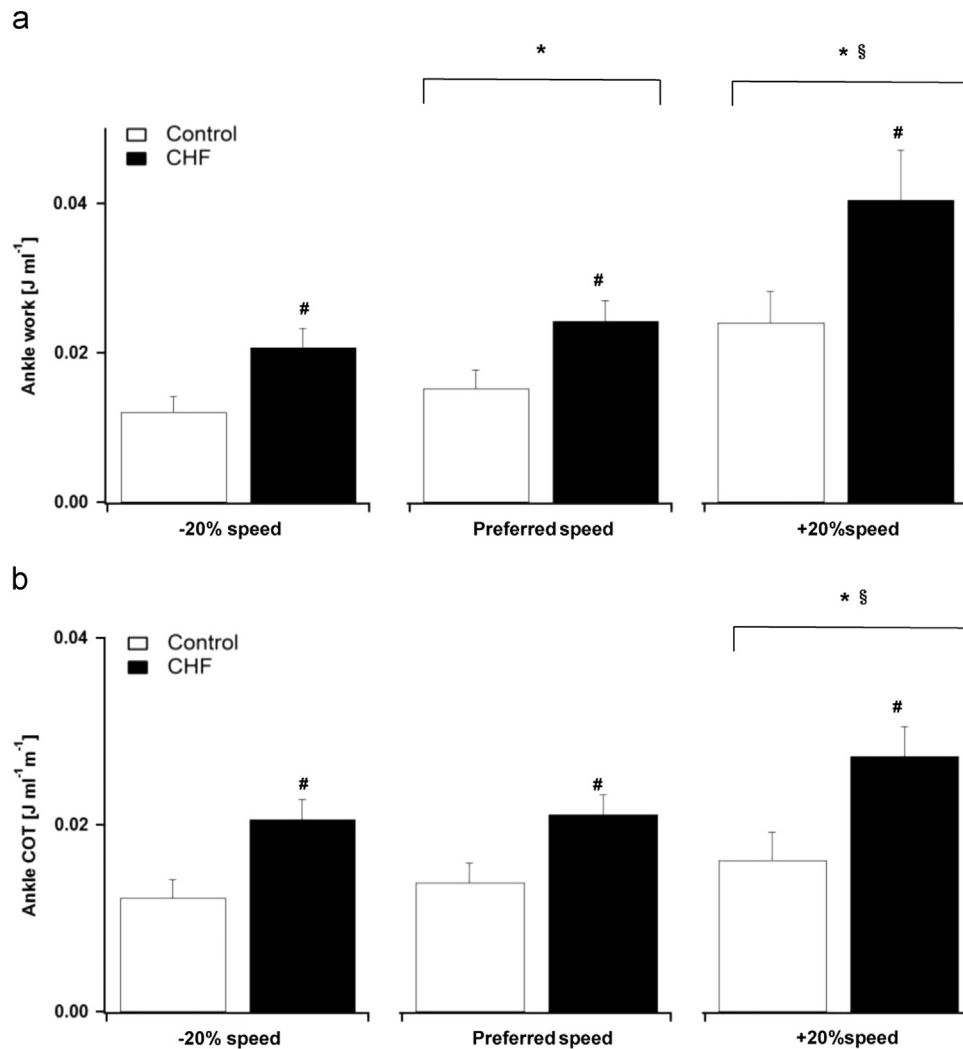 a
* * §
Control
CHF
# # #
0.04
0.02
0.00
Ankle work [J ml⁻¹]
-20% speed Preferred speed +20%speed
b
* §
Control
CHF
# # #
0.04
0.02
0.00
Ankle COT [J ml⁻¹m⁻¹]
-20% speed Preferred speed +20%speed